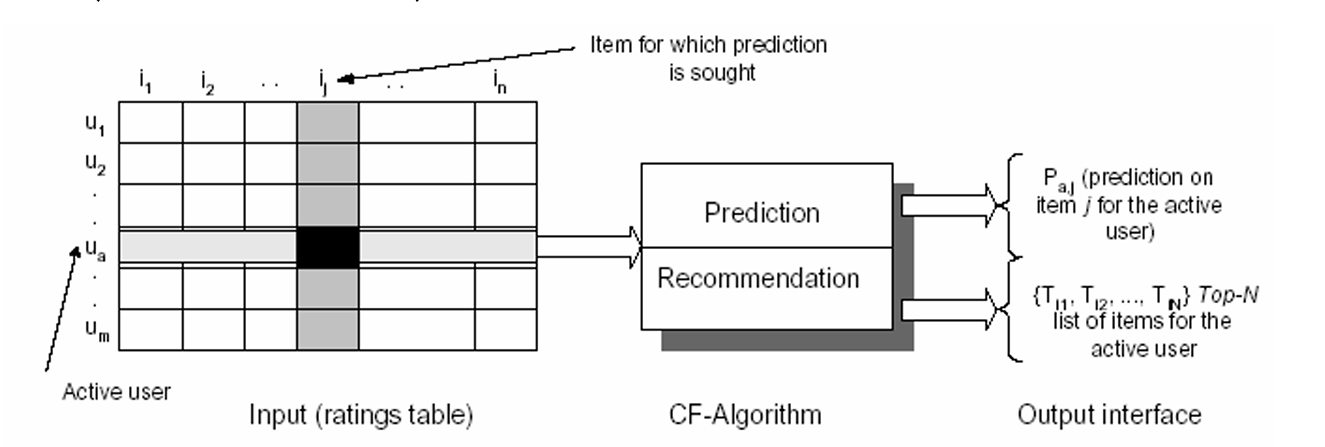 Item for which prediction
is sought
i1 i2 . . ij . . in
u1
u2
.
.
ua
.
.
um
Active user
Input (ratings table)
Prediction
Recommendation
CF-Algorithm
Pa,j (prediction on
item j for the active
user)
{Ti1, Ti2, ..., TiN} Top-N
list of items for the
active user
Output interface